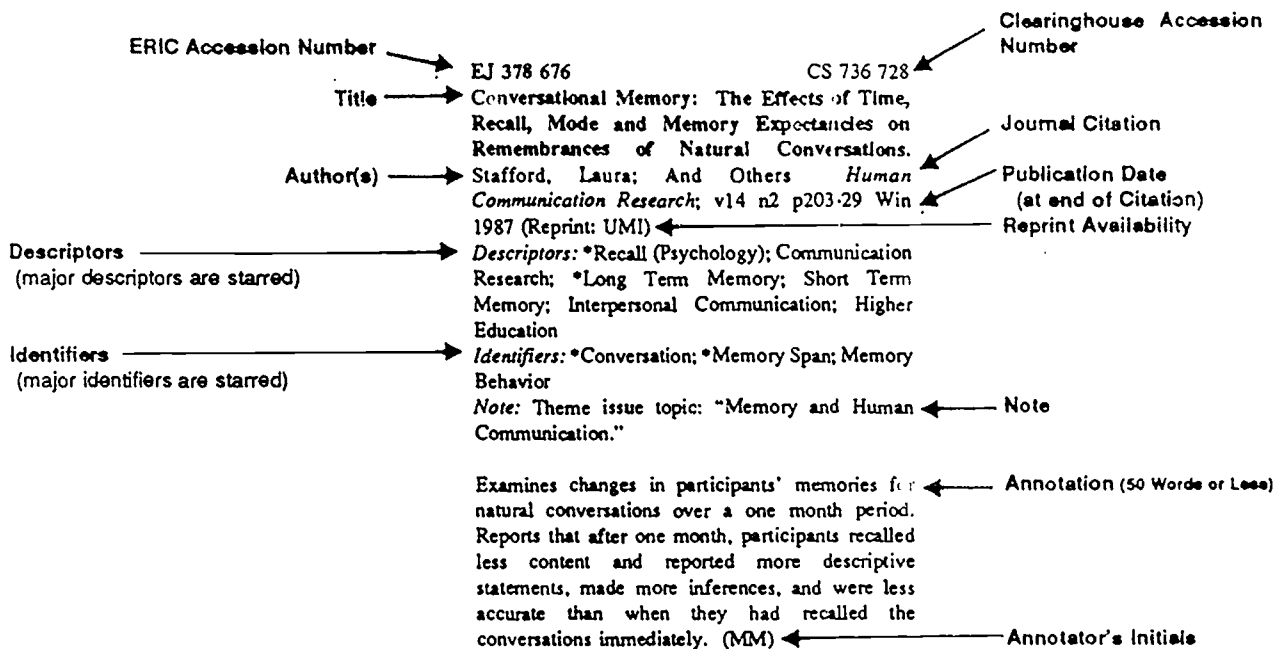 ERIC Accession Number
Clearinghouse Accession
Number
EJ 378 676 CS 736 728
Title
Conversational Memory: The Effects of Time,
Recall, Mode and Memory Expectancies on
Remembrances of Natural Conversations.
Journal Citation
Author(s)
Stafford, Laura; And Others Human
Communication Research; v14 n2 p203-29 Win
1987 (Reprint: UMI)
Publication Date
(at end of Citation)
Reprint Availability
Descriptors
(major descriptors are starred)
Descriptors: *Recall (Psychology); Communication
Research; *Long Term Memory; Short Term
Memory; Interpersonal Communication; Higher
Education
Identifiers
(major identifiers are starred)
Identifiers: *Conversation; *Memory Span; Memory
Behavior
Note: Theme issue topic: "Memory and Human
Communication."
Note
Examines changes in participants' memories for
natural conversations over a one month period.
Reports that after one month, participants recalled
less content and reported more descriptive
statements, made more inferences, and were less
accurate than when they had recalled the
conversations immediately. (MM)
Annotation (50 Words or Less)
Annotator's Initials